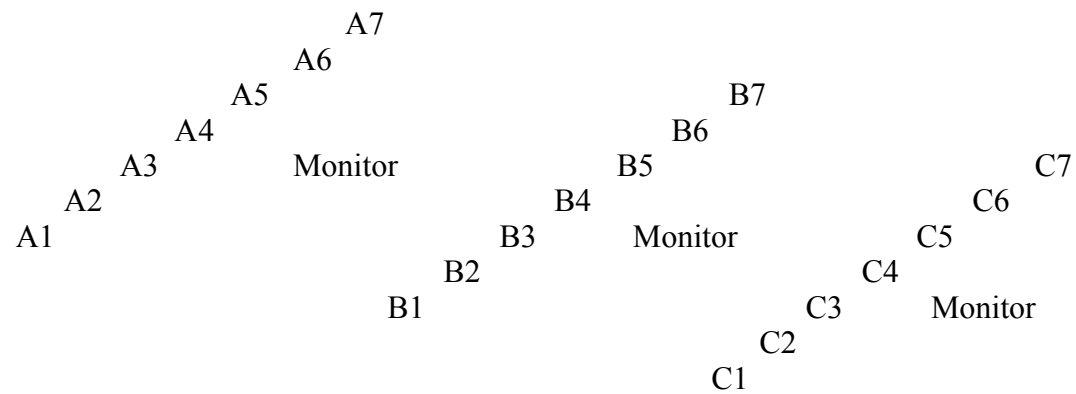 A7
A6
A5 B7
A4 B6
A3 Monitor B5 C7
A2 B4 C6
A1 B3 Monitor C5
B2 C4
B1 C3 Monitor
C2
C1